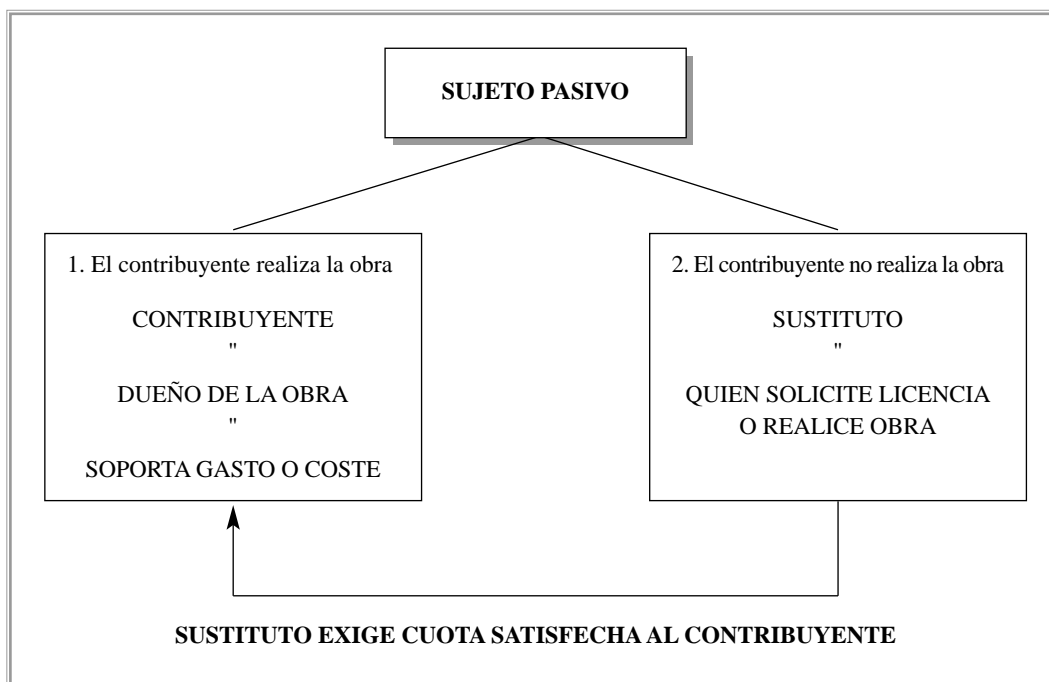 SUJETO PASIVO
1. El contribuyente realiza la obra
CONTRIBUYENTE
"
DUEÑO DE LA OBRA
"
SOPORTA GASTO O COSTE
2. El contribuyente no realiza la obra
SUSTITUTO
"
QUIEN SOLICITE LICENCIA
O REALICE OBRA
SUSTITUTO EXIGE CUOTA SATISFECHA AL CONTRIBUYENTE